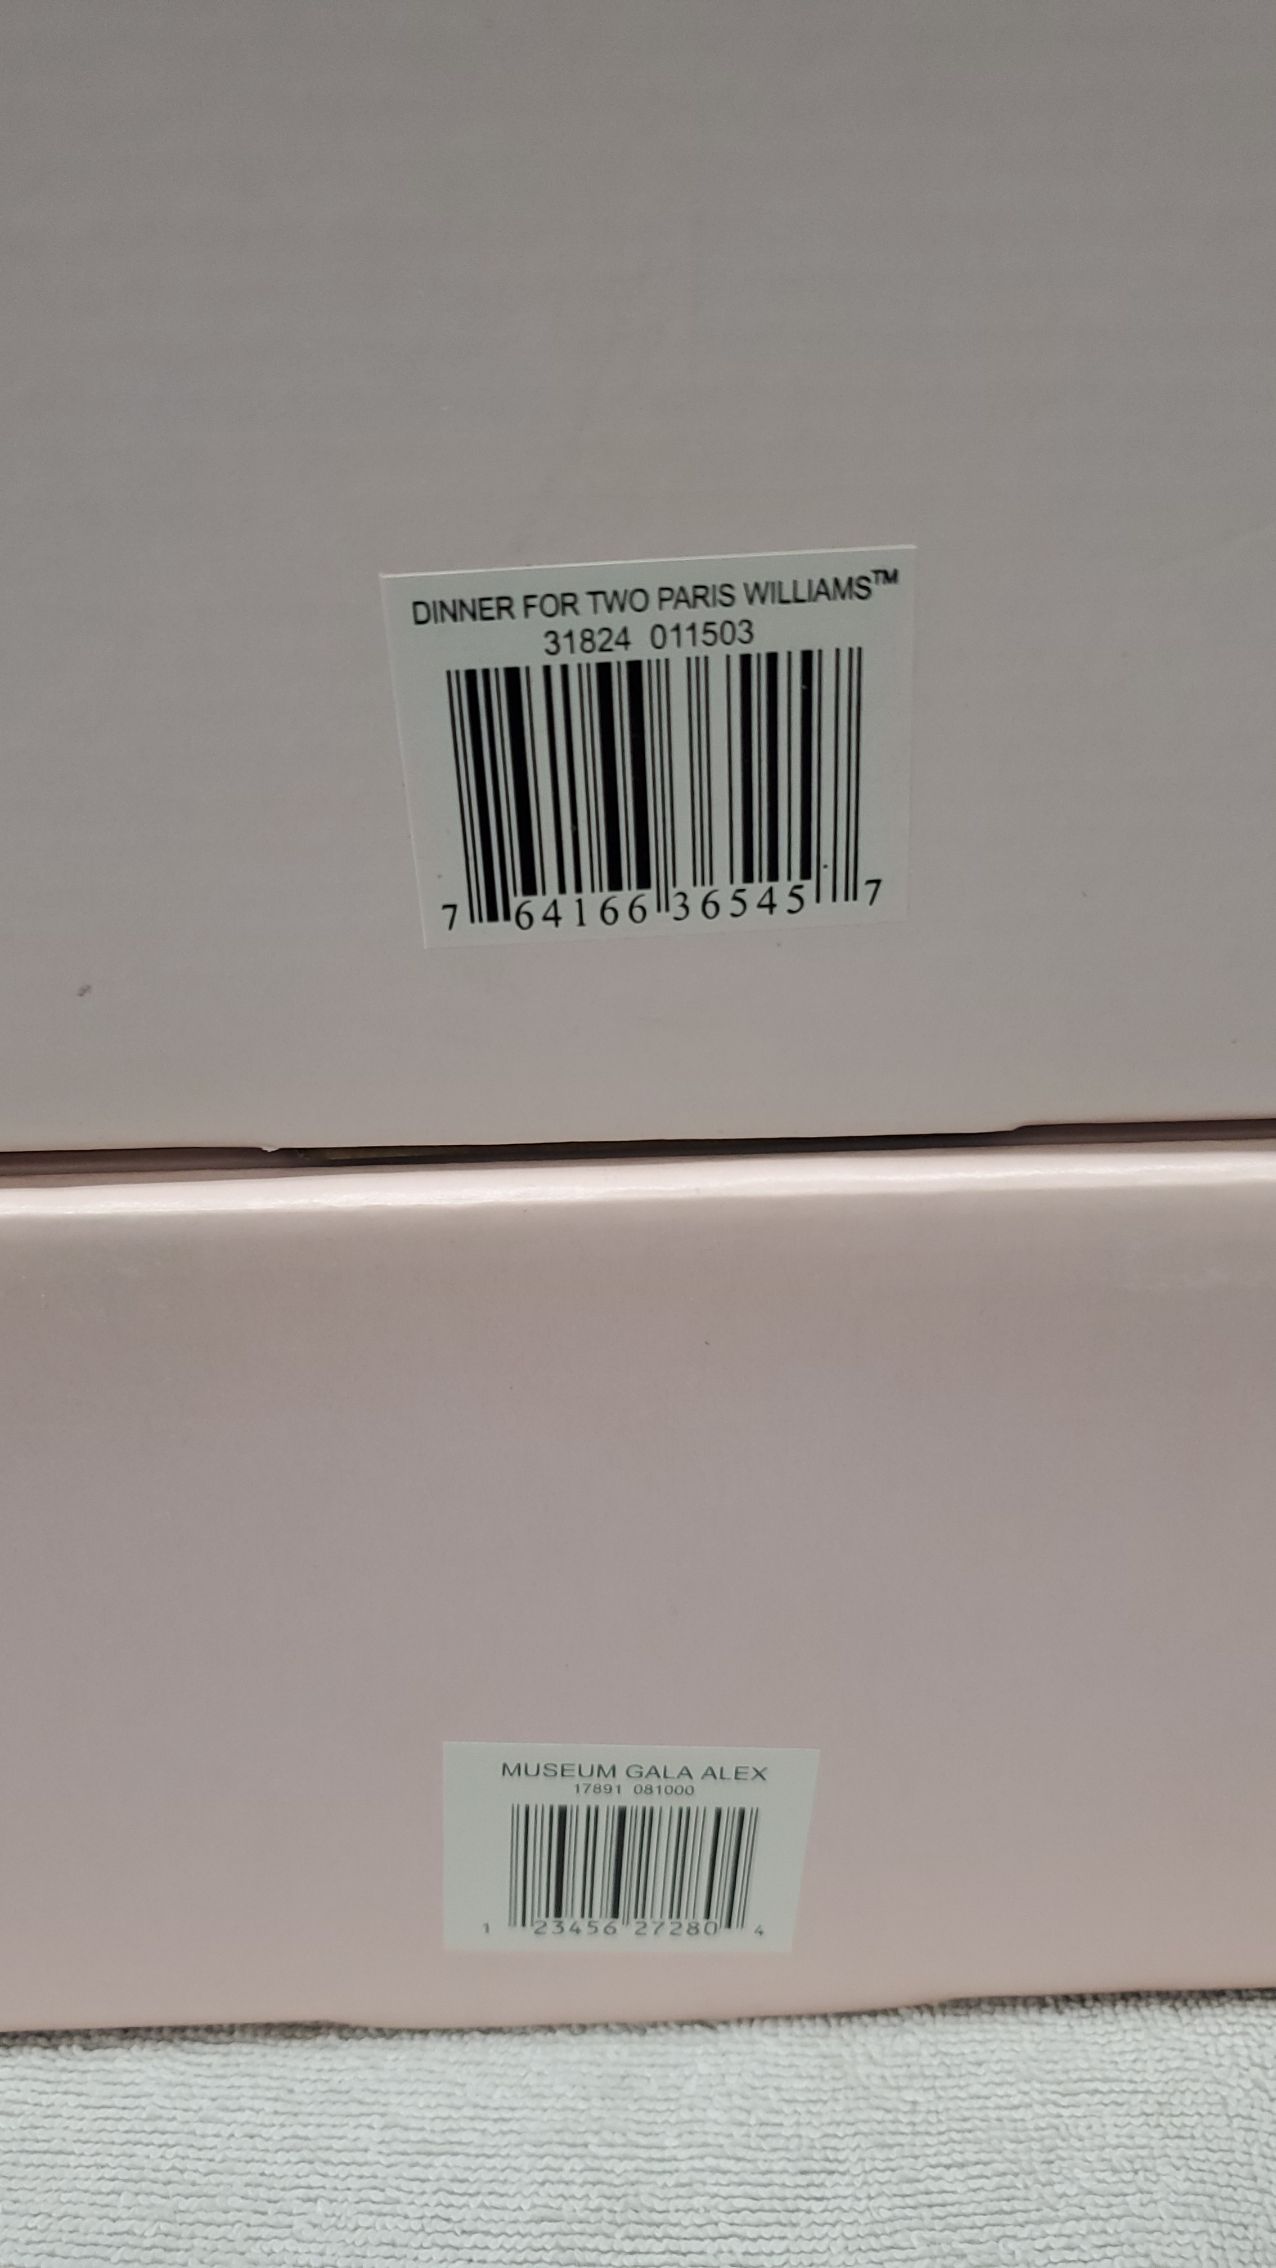 DINNER FOR TWO PARIS WILLIAMS™
31824 011503
7 64166 36545 7
MUSEUM GALA ALEX
17891 081000
1 23456 27280 4